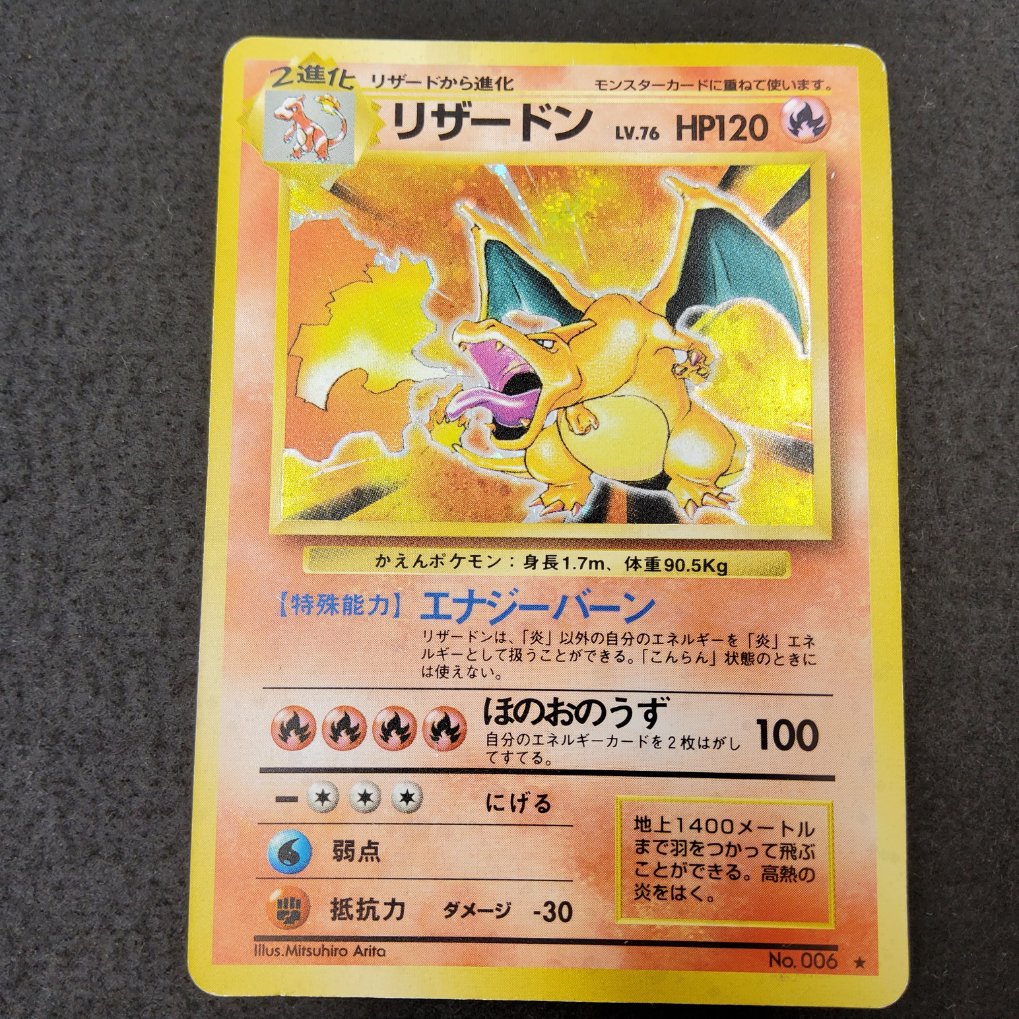 2進化 リザードから進化 モンスターカードに重ねて使います。
リザードン LV.76 HP120
かえんポケモン：身長1.7m、体重90.5Kg
【特殊能力】 エナジーバーン
リザードンは、「炎」以外の自分のエネルギーを「炎」エネ
ルギーとして扱うことができる。「こんらん」状態のときに
は使えない。
ほのおのうず 100
自分のエネルギーカードを２枚はがし
てすてる。
にげる
弱点
抵抗力 ダメージ -30
地上1400メートル
まで羽をつかって飛ぶ
ことができる。高熱の
炎をはく。
Illus.Mitsuhiro Arita
No. 006 ★